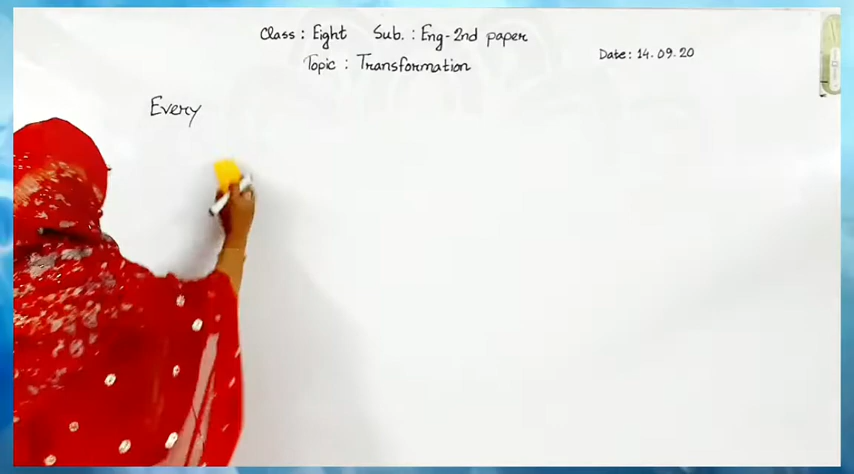 Class : Eight Sub. : Eng-2nd paper
Topic : Transformation
Date: 14.09.20
Every